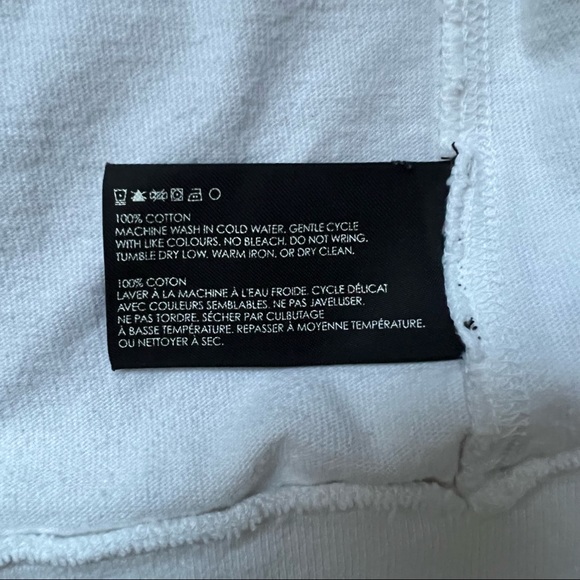 100% COTTON
MACHINE WASH IN COLD WATER, GENTLE CYCLE
WITH LIKE COLOURS. NO BLEACH. DO NOT WRING.
TUMBLE DRY LOW. WARM IRON, OR DRY CLEAN.
100% COTON
LAVER À LA MACHINE À L'EAU FROIDE. CYCLE DÉLICAT
AVEC COULEURS SEMBLABLES. NE PAS JAVELUSER.
NE PAS TORDRE. SÉCHER PAR CULBUTAGE
À BASSE TEMPÉRATURE. REPASSER À MOYENNE TEMPÉRATURE.
OU NETTOYER À SEC.